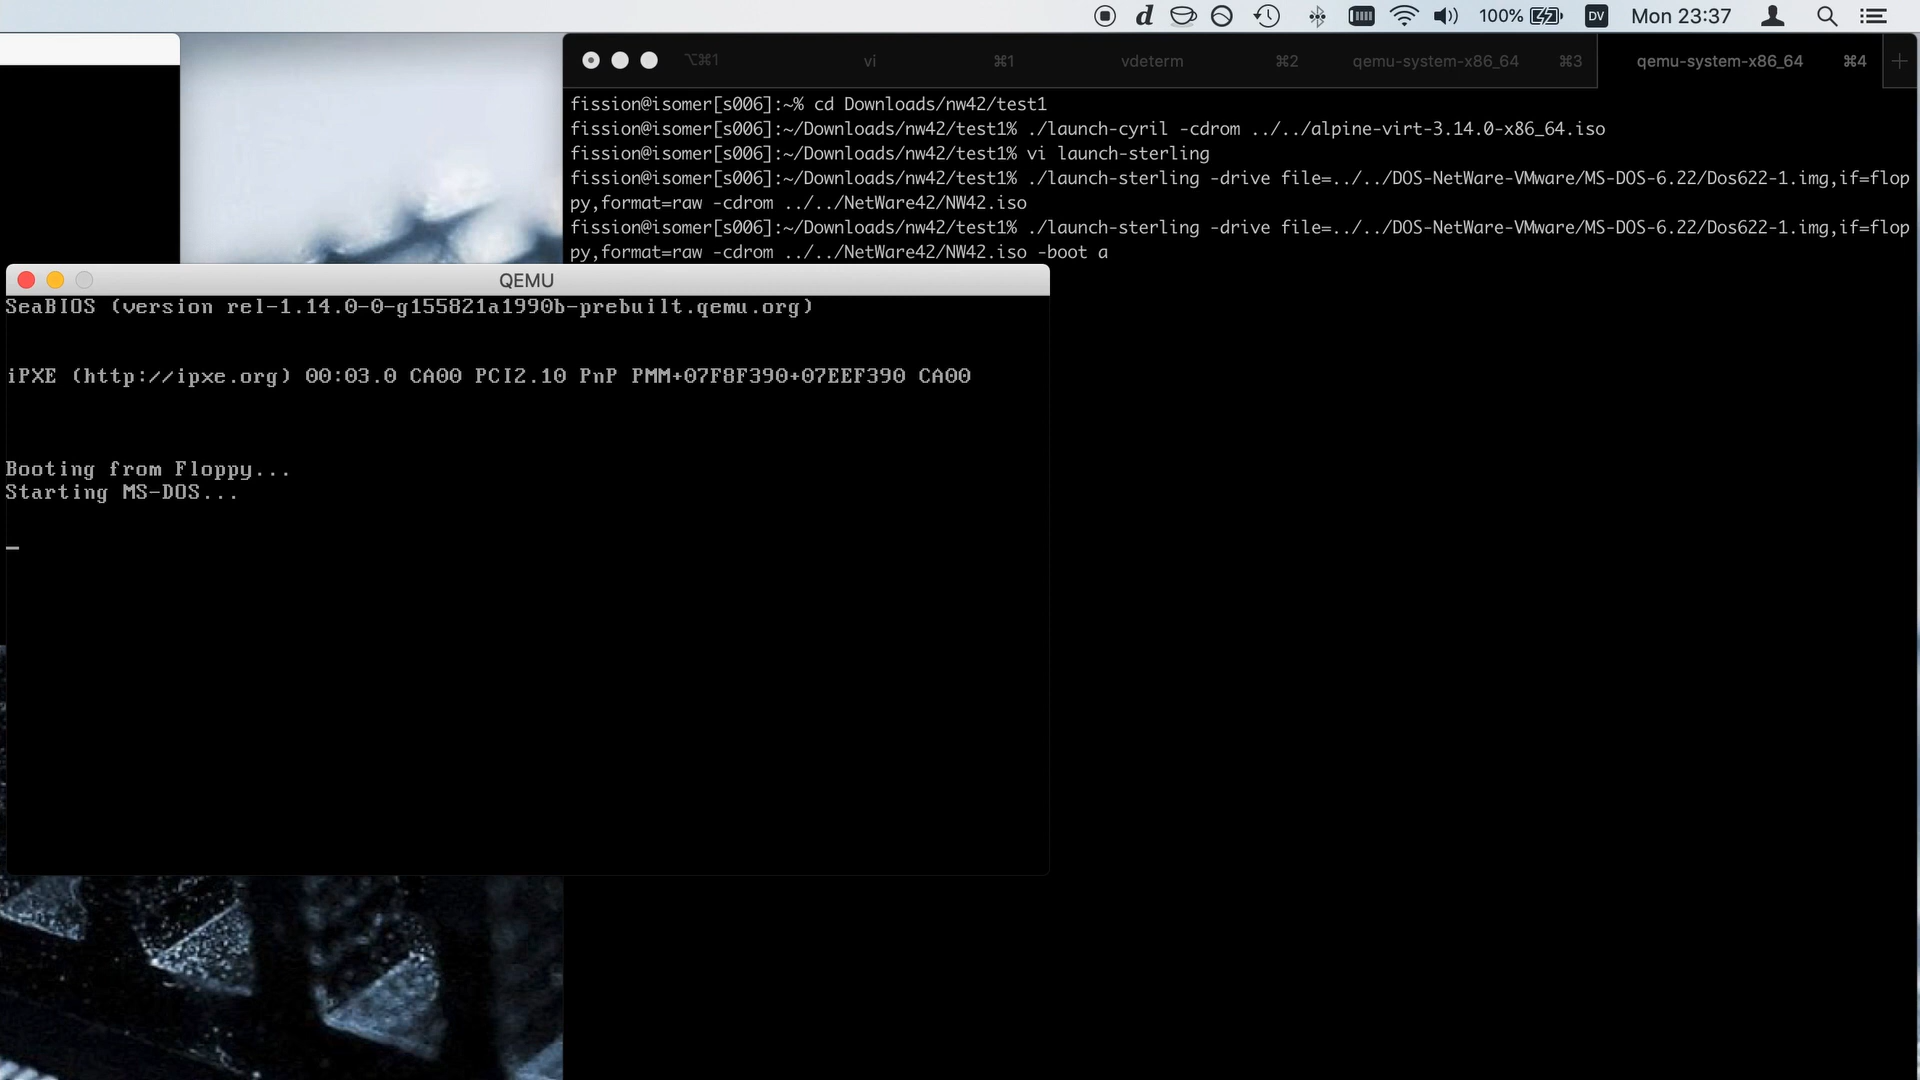 d 100% DV Mon 23:37
⌥⌘1 vi ⌘1 vdeterm ⌘2 qemu-system-x86_64 ⌘3 qemu-system-x86_64 ⌘4 +
fission@isomer[s006]:~% cd Downloads/nw42/test1
fission@isomer[s006]:~/Downloads/nw42/test1% ./launch-cyril -cdrom ../../alpine-virt-3.14.0-x86_64.iso
fission@isomer[s006]:~/Downloads/nw42/test1% vi launch-sterling
fission@isomer[s006]:~/Downloads/nw42/test1% ./launch-sterling -drive file=../../DOS-NetWare-VMware/MS-DOS-6.22/Dos622-1.img,if=flop
py,format=raw -cdrom ../../NetWare42/NW42.iso
fission@isomer[s006]:~/Downloads/nw42/test1% ./launch-sterling -drive file=../../DOS-NetWare-VMware/MS-DOS-6.22/Dos622-1.img,if=flop
py,format=raw -cdrom ../../NetWare42/NW42.iso -boot a
QEMU
SeaBIOS (version rel-1.14.0-0-g155821a1990b-prebuilt.qemu.org)
iPXE (http://ipxe.org) 00:03.0 CA00 PCI2.10 PnP PMM+07F8F390+07EEF390 CA00
Booting from Floppy...
Starting MS-DOS...
_